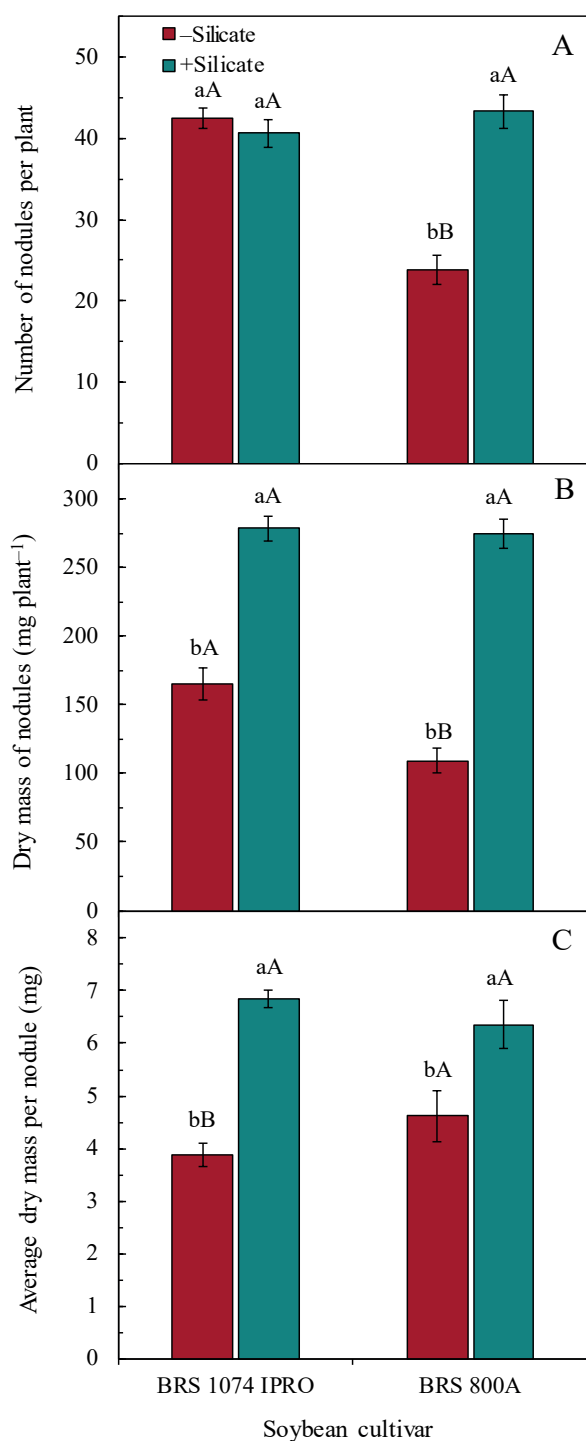 –Silicate
+Silicate
A
50
40
30
20
10
0
Number of nodules per plant
aA
aA
bB
aA
B
300
250
200
150
100
50
0
Dry mass of nodules (mg plant⁻¹)
bA
aA
bB
aA
C
8
7
6
5
4
3
2
1
0
Average dry mass per nodule (mg)
bB
aA
bA
aA
BRS 1074 IPRO
BRS 800A
Soybean cultivar